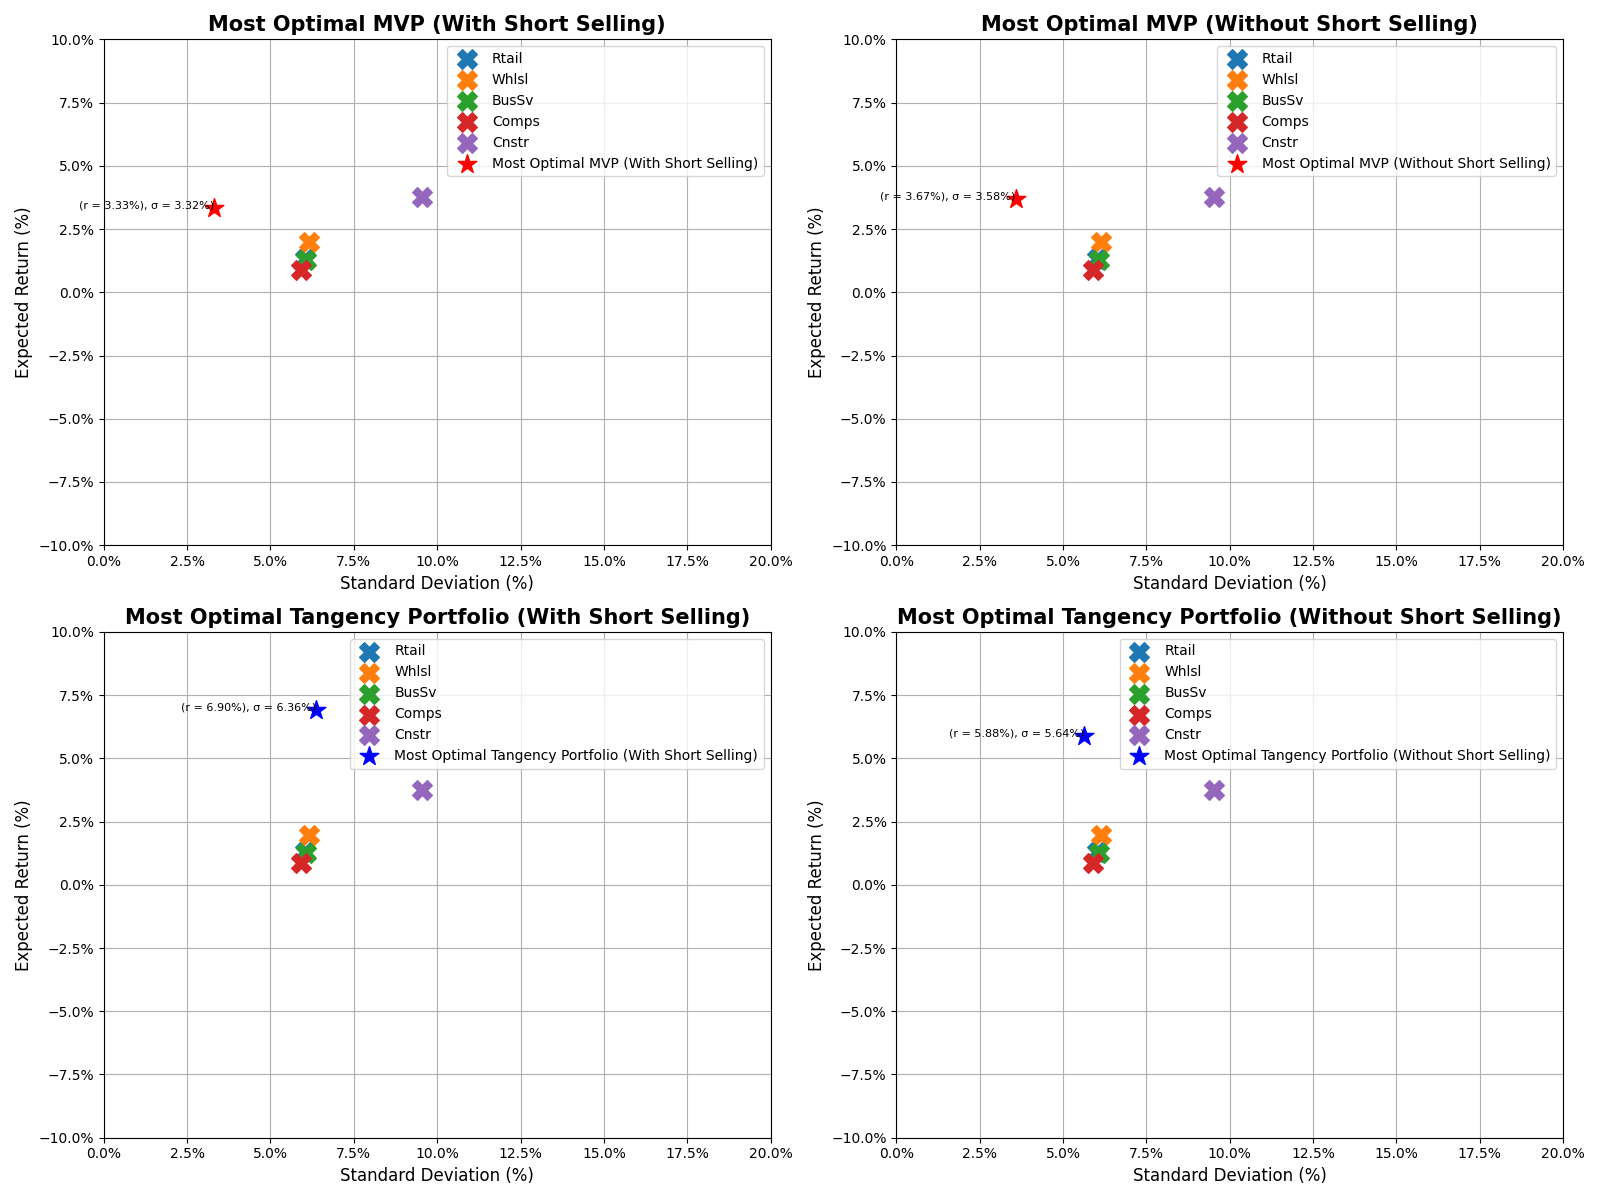 Most Optimal MVP (With Short Selling)
10.0%
7.5%
5.0%
2.5%
0.0%
−2.5%
−5.0%
−7.5%
−10.0%
Expected Return (%)
Rtail
Whlsl
BusSv
Comps
Cnstr
Most Optimal MVP (With Short Selling)
(r = 3.33%), σ = 3.32%)
0.0% 2.5% 5.0% 7.5% 10.0% 12.5% 15.0% 17.5% 20.0%
Standard Deviation (%)
Most Optimal MVP (Without Short Selling)
10.0%
7.5%
5.0%
2.5%
0.0%
−2.5%
−5.0%
−7.5%
−10.0%
Expected Return (%)
Rtail
Whlsl
BusSv
Comps
Cnstr
Most Optimal MVP (Without Short Selling)
(r = 3.67%), σ = 3.58%)
0.0% 2.5% 5.0% 7.5% 10.0% 12.5% 15.0% 17.5% 20.0%
Standard Deviation (%)
Most Optimal Tangency Portfolio (With Short Selling)
10.0%
7.5%
5.0%
2.5%
0.0%
−2.5%
−5.0%
−7.5%
−10.0%
Expected Return (%)
Rtail
Whlsl
BusSv
Comps
Cnstr
Most Optimal Tangency Portfolio (With Short Selling)
(r = 6.90%), σ = 6.36%)
0.0% 2.5% 5.0% 7.5% 10.0% 12.5% 15.0% 17.5% 20.0%
Standard Deviation (%)
Most Optimal Tangency Portfolio (Without Short Selling)
10.0%
7.5%
5.0%
2.5%
0.0%
−2.5%
−5.0%
−7.5%
−10.0%
Expected Return (%)
Rtail
Whlsl
BusSv
Comps
Cnstr
Most Optimal Tangency Portfolio (Without Short Selling)
(r = 5.88%), σ = 5.64%)
0.0% 2.5% 5.0% 7.5% 10.0% 12.5% 15.0% 17.5% 20.0%
Standard Deviation (%)